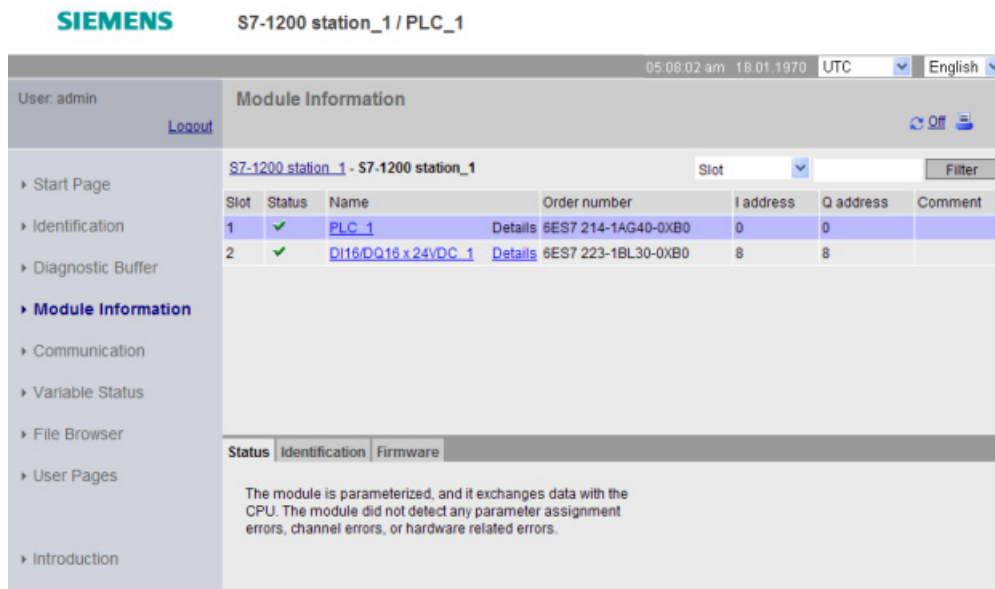 SIEMENS S7-1200 station_1 / PLC_1
05:08:02 am 18.01.1970 UTC English
User: admin Module Information
Logout Off
S7-1200 station_1 - S7-1200 station_1 Slot Filter
Start Page
Slot Status Name Order number I address Q address Comment
Identification
1 PLC_1 Details 6ES7 214-1AG40-0XB0 0 0
2 DI16/DQ16 x 24VDC_1 Details 6ES7 223-1BL30-0XB0 8 8
Diagnostic Buffer
Module Information
Communication
Variable Status
File Browser
User Pages
Introduction
Status Identification Firmware
The module is parameterized, and it exchanges data with the
CPU. The module did not detect any parameter assignment
errors, channel errors, or hardware related errors.